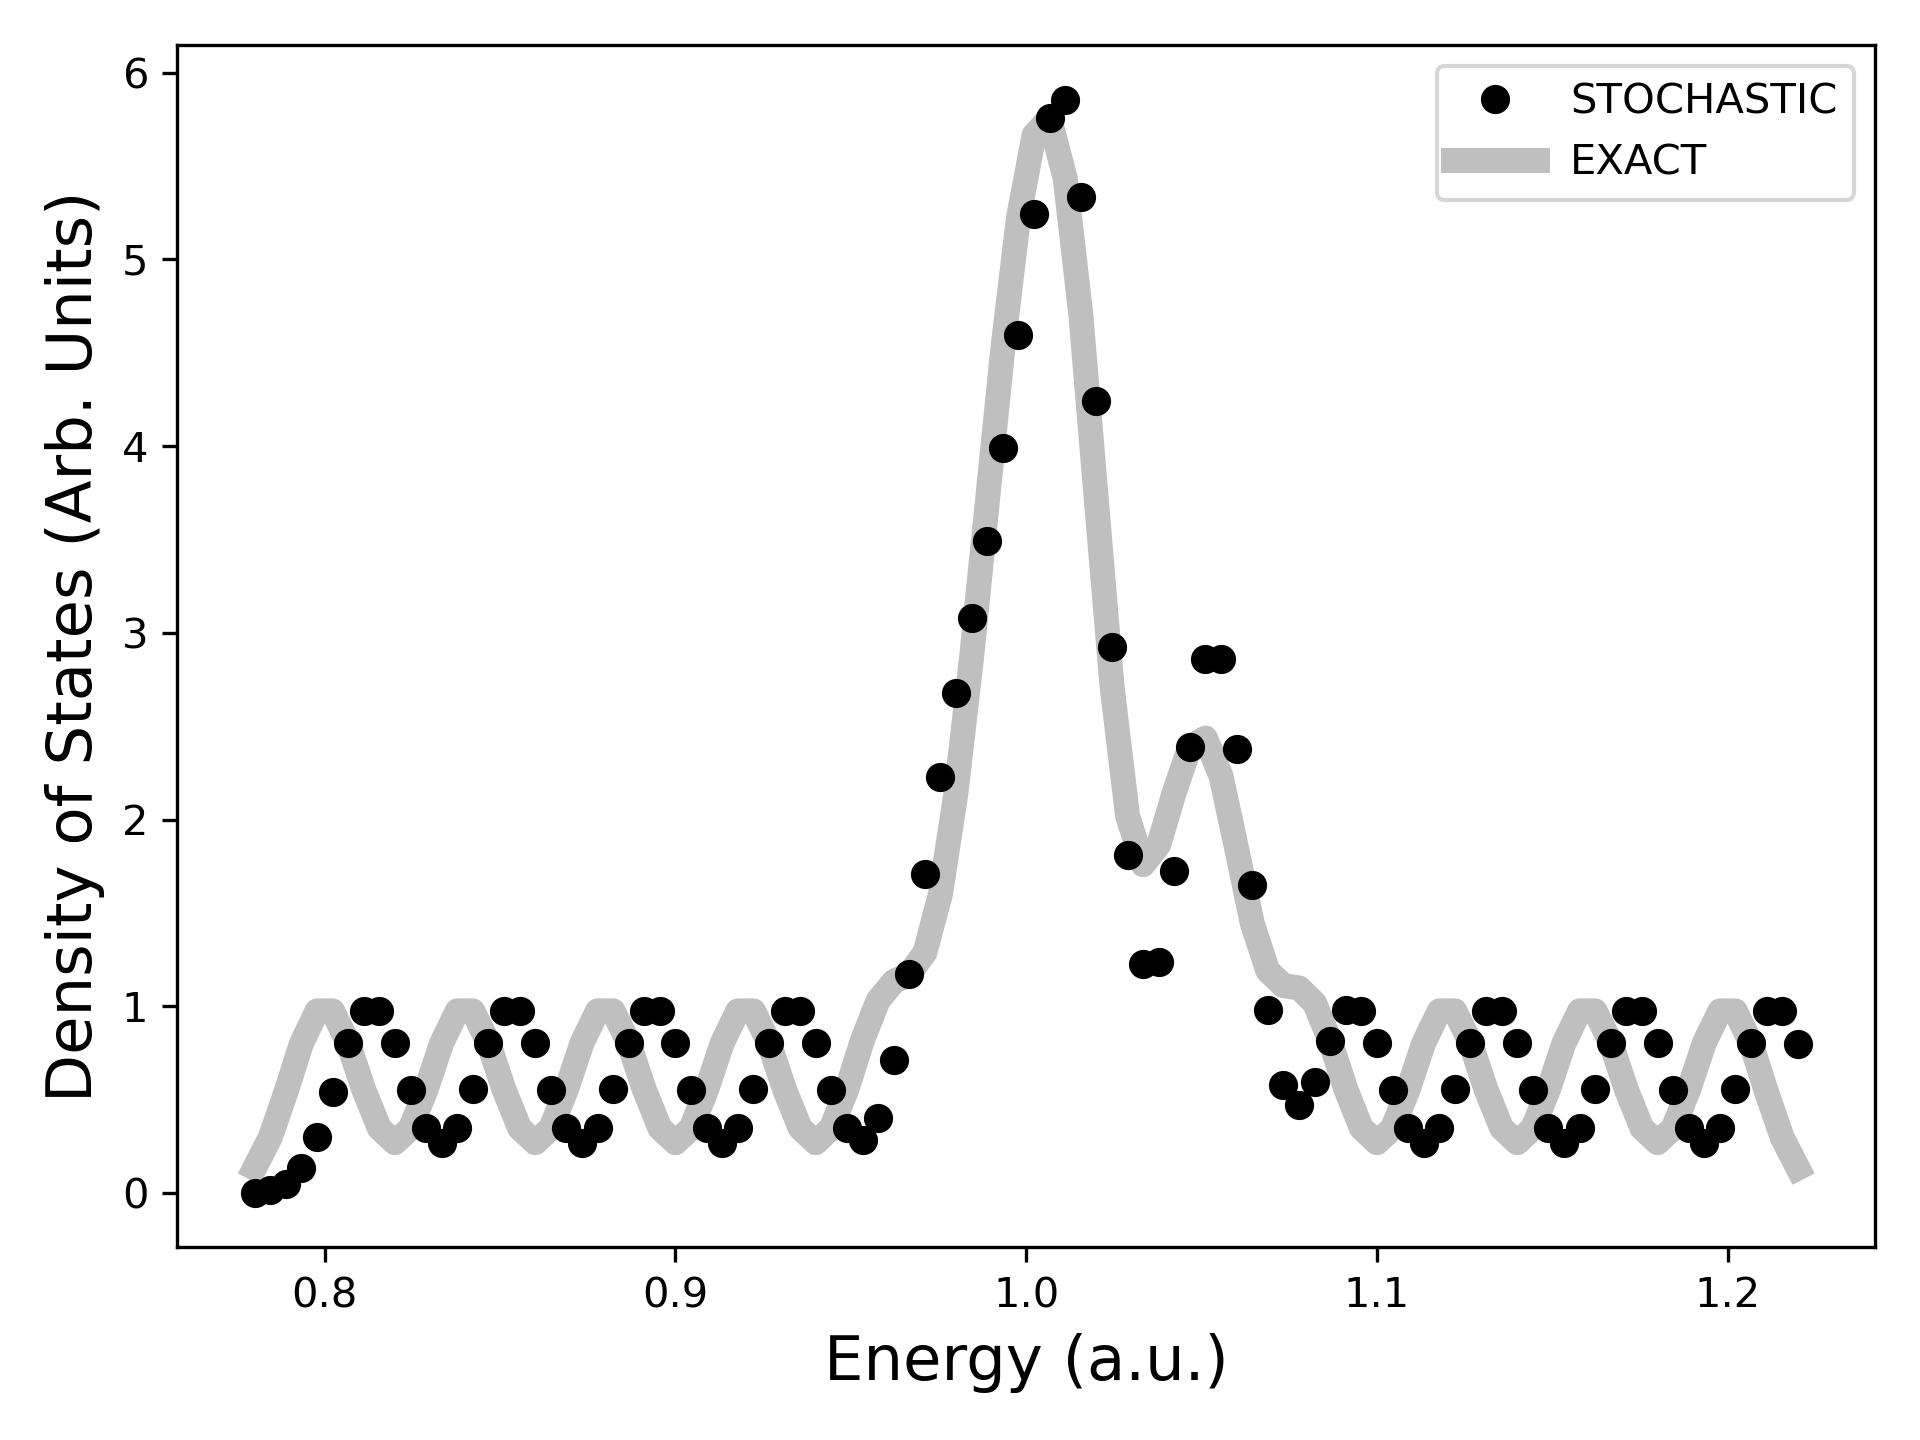 STOCHASTIC
EXACT
Density of States (Arb. Units)
6
5
4
3
2
1
0
0.8 0.9 1.0 1.1 1.2
Energy (a.u.)